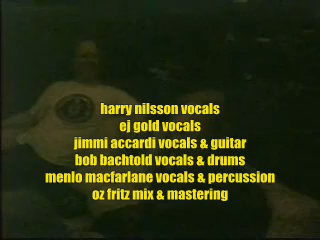 harry nilsson vocals
ej gold vocals
jimmi accardi vocals & guitar
bob bachtold vocals & drums
menlo macfarlane vocals & percussion
oz fritz mix & mastering